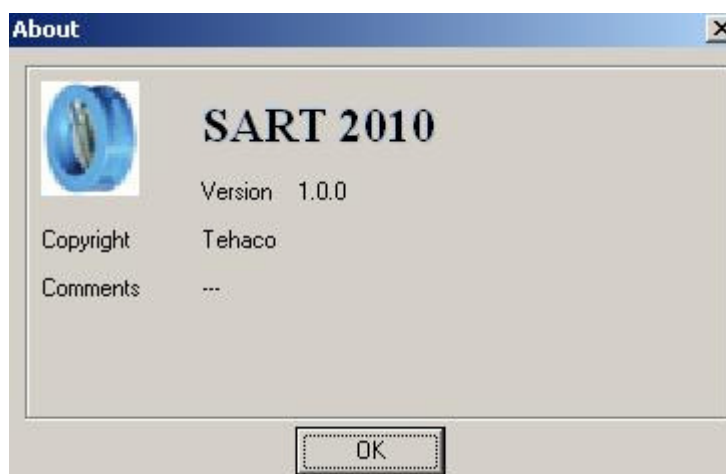 About
SART 2010
Version 1.0.0
Copyright Tehaco
Comments ---
OK